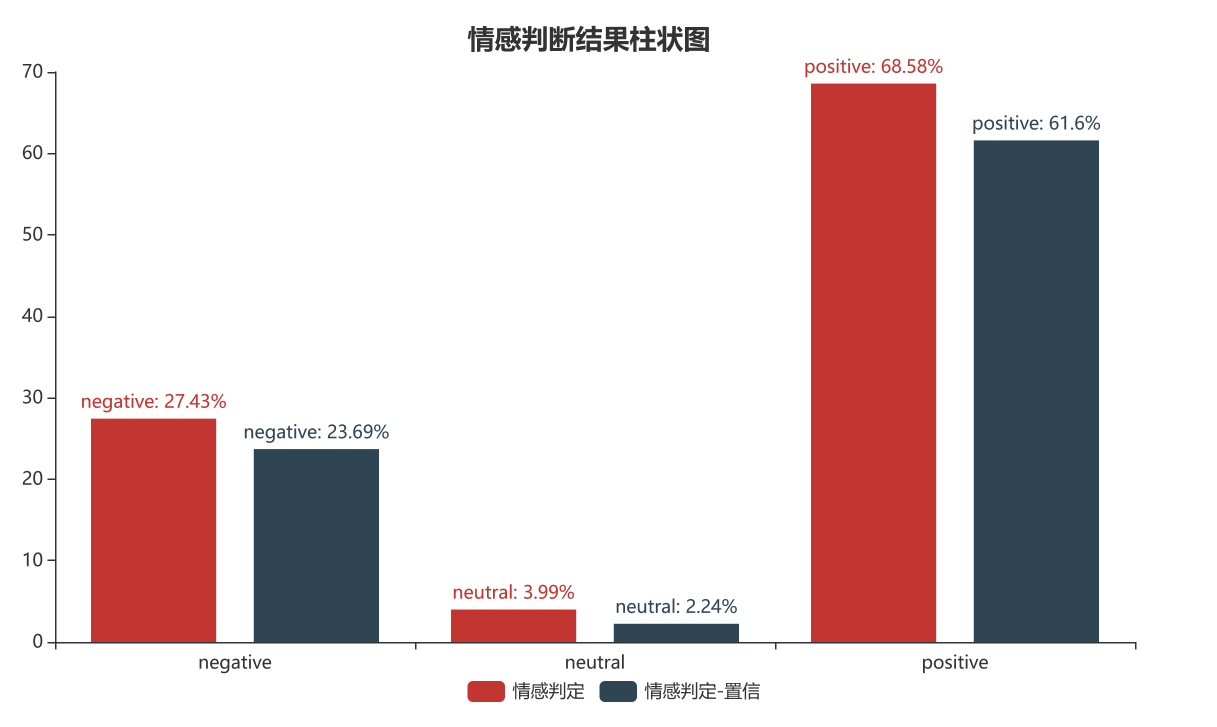 情感判断结果柱状图
70
60
50
40
30
20
10
0
negative: 27.43%
negative: 23.69%
neutral: 3.99%
neutral: 2.24%
positive: 68.58%
positive: 61.6%
negative
neutral
positive
情感判定
情感判定-置信